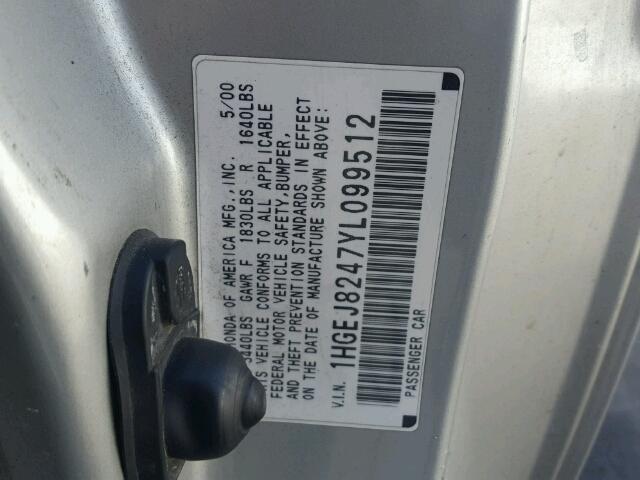 ONDA OF AMERICA MFG., INC. 5/00
3440LBS GAWR F 1830LBS R 1640LBS
VEHICLE CONFORMS TO ALL APPLICABLE
FEDERAL MOTOR VEHICLE SAFETY, BUMPER,
AND THEFT PREVENTION STANDARDS IN EFFECT
ON THE DATE OF MANUFACTURE SHOWN ABOVE:
V.I.N. 1HGEJ8247YL099512
PASSENGER CAR